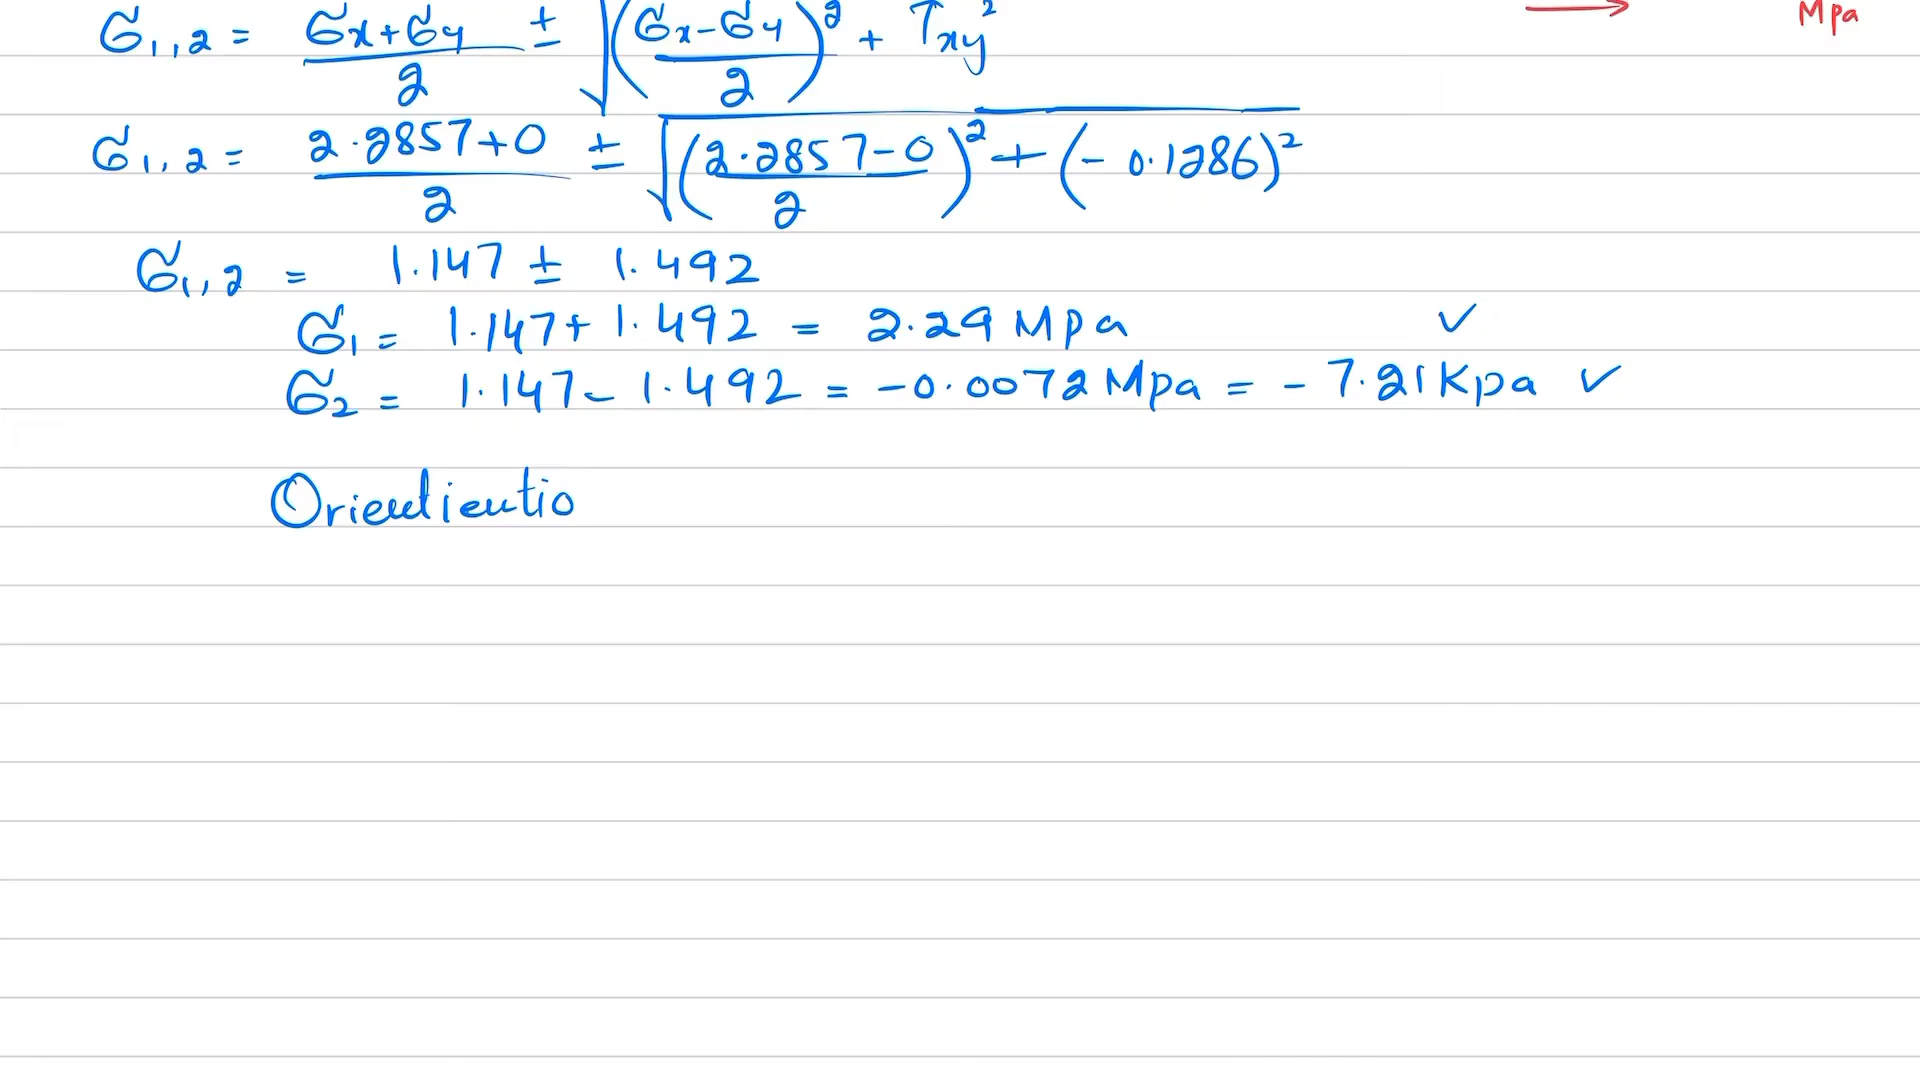 σ1,2 = (σx+σy)/2 ± √((σx-σy)/2)² + τxy²
Mpa
σ1,2 = (2.2857+0)/2 ± √((2.2857-0)/2)² + (-0.1286)²
σ1,2 = 1.147 ± 1.492
σ1 = 1.147+ 1.492 = 2.29 Mpa ✓
σ2 = 1.147- 1.492 = -0.0072 Mpa = -7.21 Kpa ✓
Orientientio